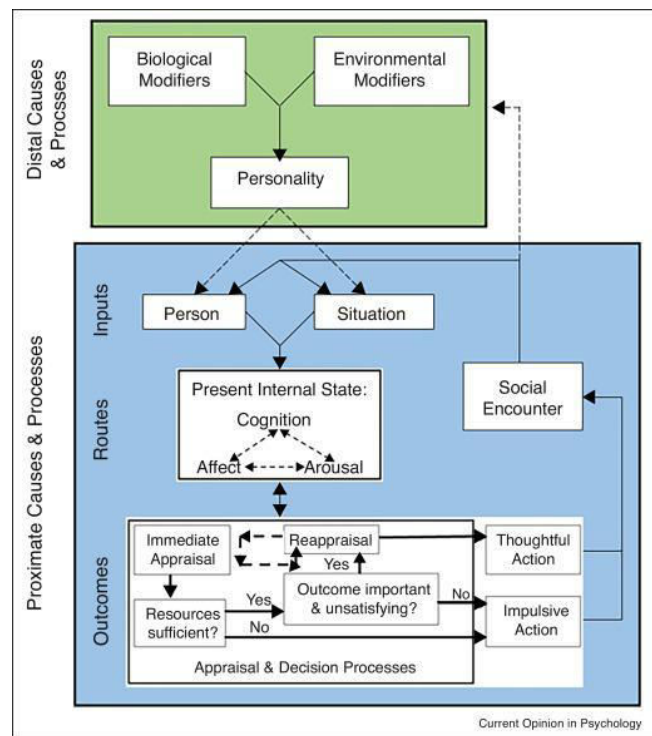 Distal Causes
& Procsses
Biological
Modifiers
Environmental
Modifiers
Personality
Proximate Causes & Processes
Inputs
Person
Situation
Routes
Present Internal State:
Cognition
Affect
Arousal
Social
Encounter
Outcomes
Immediate
Appraisal
Reappraisal
Thoughtful
Action
Yes
Resources
sufficient?
Yes
No
Outcome important
& unsatisfying?
No
Impulsive
Action
Appraisal & Decision Processes
Current Opinion in Psychology